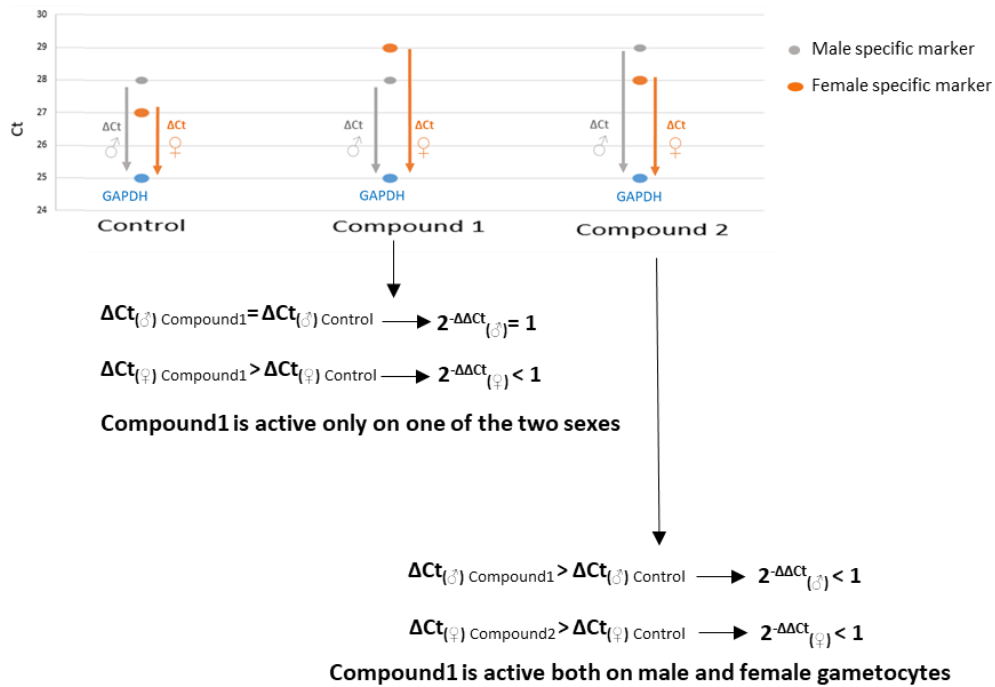 30
29
28
27
26
25
24
Ct
Male specific marker
Female specific marker
ΔCt
♂
ΔCt
♀
GAPDH
ΔCt
♂
ΔCt
♀
GAPDH
ΔCt
♂
ΔCt
♀
GAPDH
Control
Compound 1
Compound 2
ΔCt(♂) Compound1 = ΔCt(♂) Control → 2-ΔΔCt(♂) = 1
ΔCt(♀) Compound1 > ΔCt(♀) Control → 2-ΔΔCt(♀) < 1
Compound1 is active only on one of the two sexes
ΔCt(♂) Compound1 > ΔCt(♂) Control → 2-ΔΔCt(♂) < 1
ΔCt(♀) Compound2 > ΔCt(♀) Control → 2-ΔΔCt(♀) < 1
Compound1 is active both on male and female gametocytes